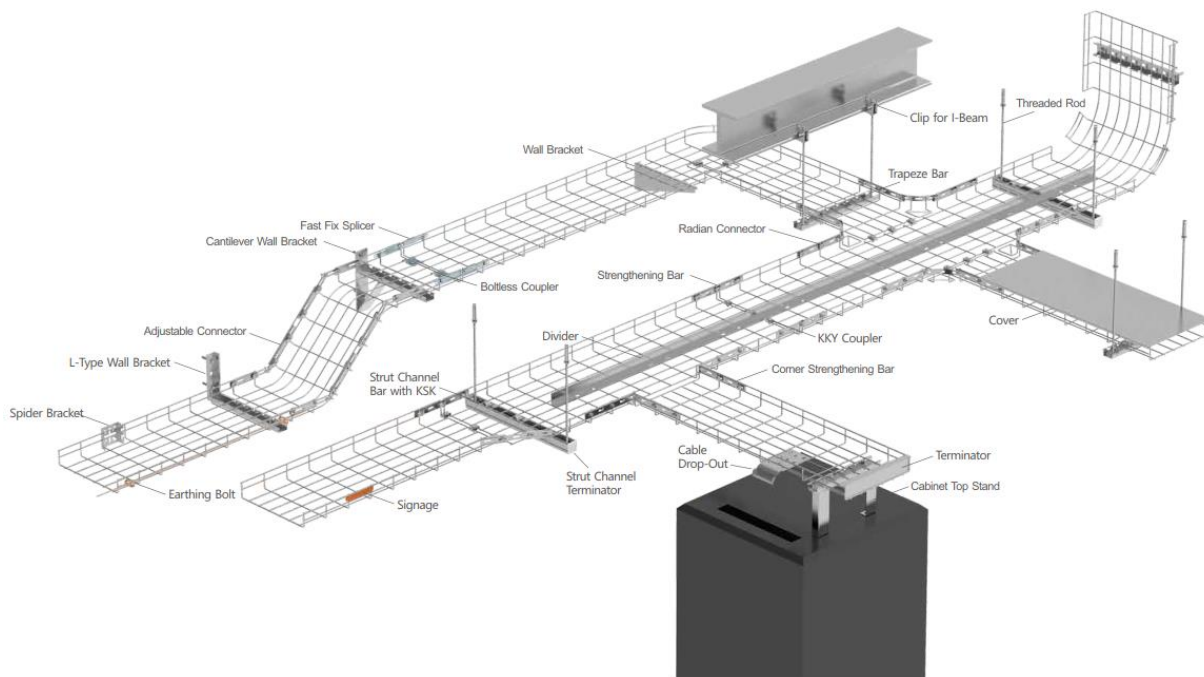 Clip for I-Beam
Threaded Rod
Wall Bracket
Trapeze Bar
Fast Fix Splicer
Cantilever Wall Bracket
Radian Connector
Boltless Coupler
Strengthening Bar
Adjustable Connector
Divider
KKY Coupler
Cover
L-Type Wall Bracket
Strut Channel
Bar with KSK
Corner Strengthening Bar
Spider Bracket
Cable
Drop-Out
Terminator
Earthing Bolt
Signage
Strut Channel
Terminator
Cabinet Top Stand